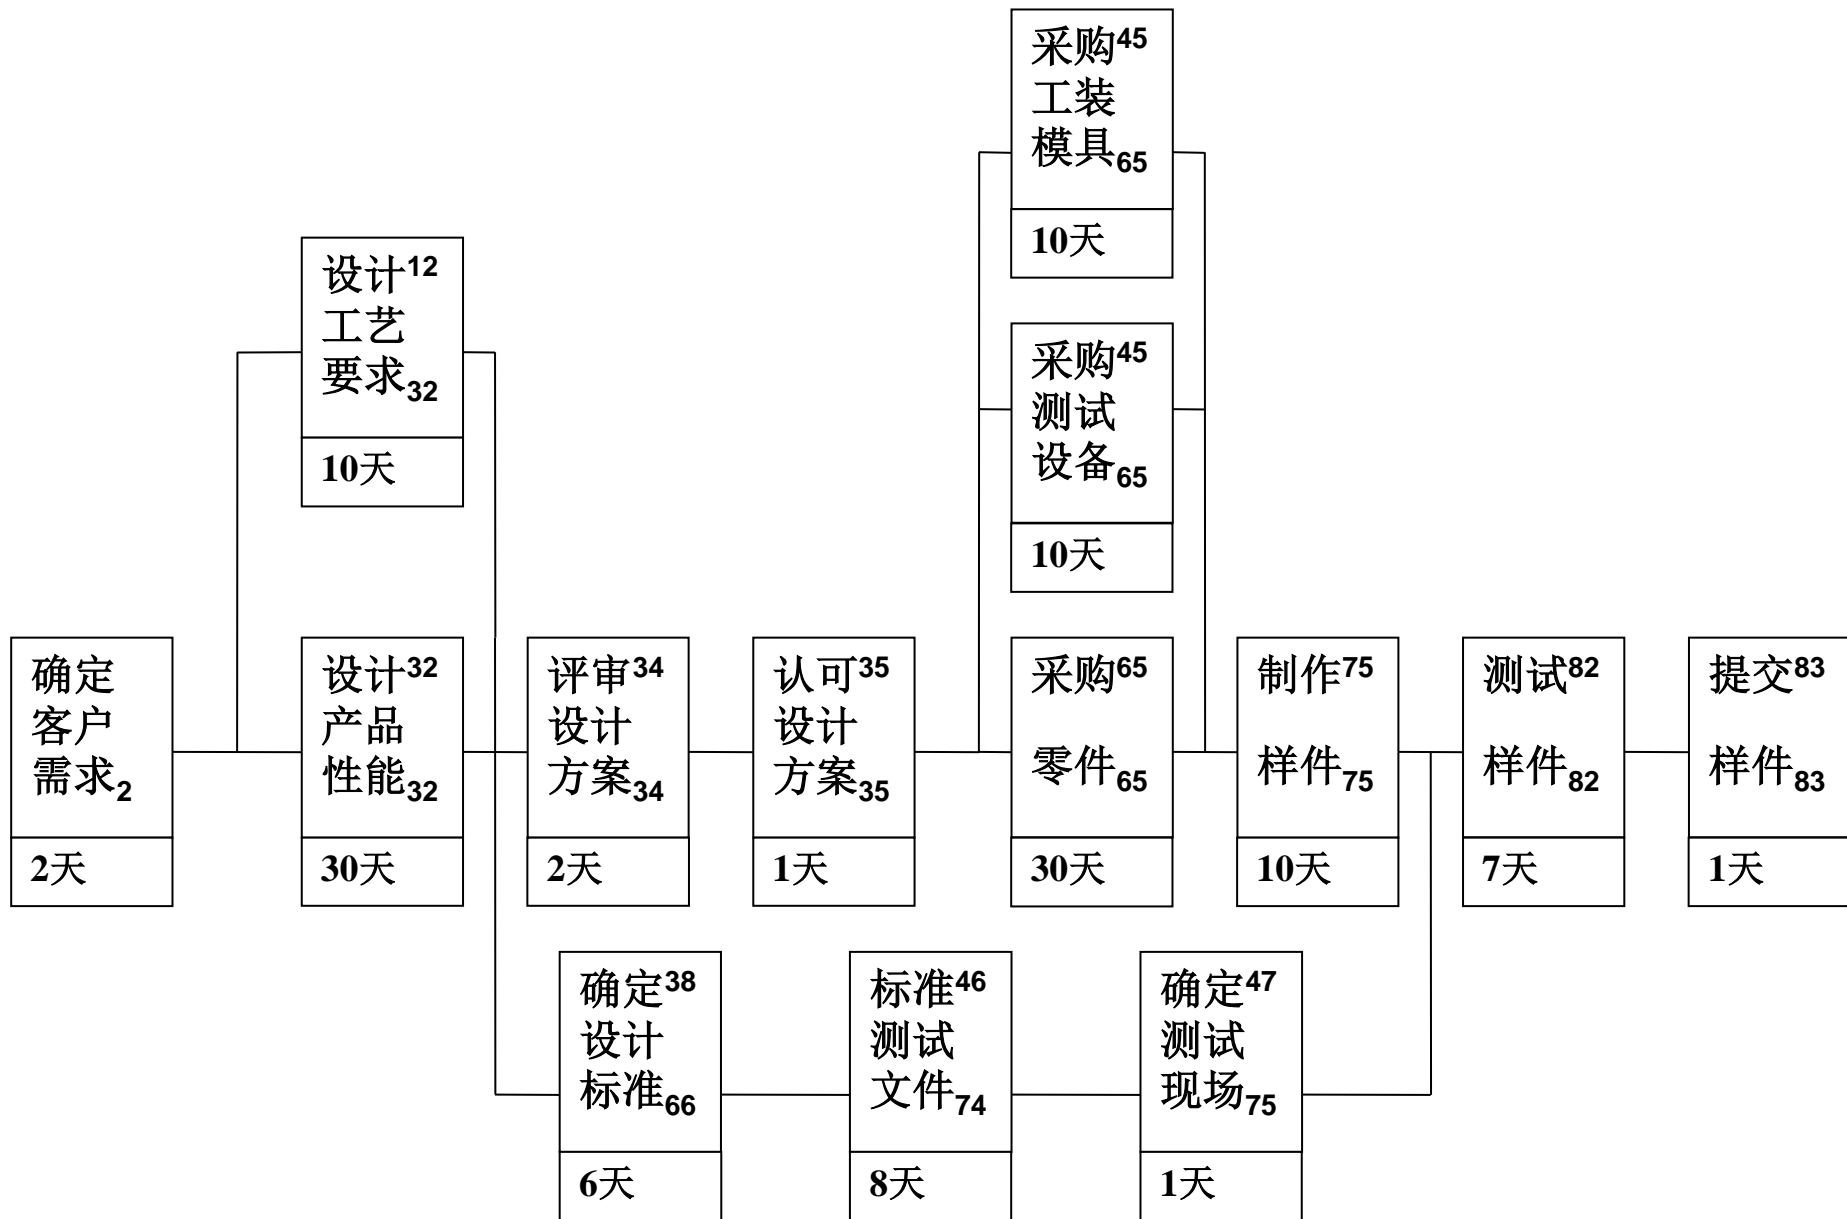 采购45
工装
模具65
10天
设计12
工艺
要求32
10天
采购45
测试
设备65
10天
确定
客户
需求2
2天
设计32
产品
性能32
30天
评审34
设计
方案34
2天
认可35
设计
方案35
1天
采购65
零件65
30天
制作75
样件75
10天
测试82
样件82
7天
提交83
样件83
1天
确定38
设计
标准66
6天
标准46
测试
文件74
8天
确定47
测试
现场75
1天